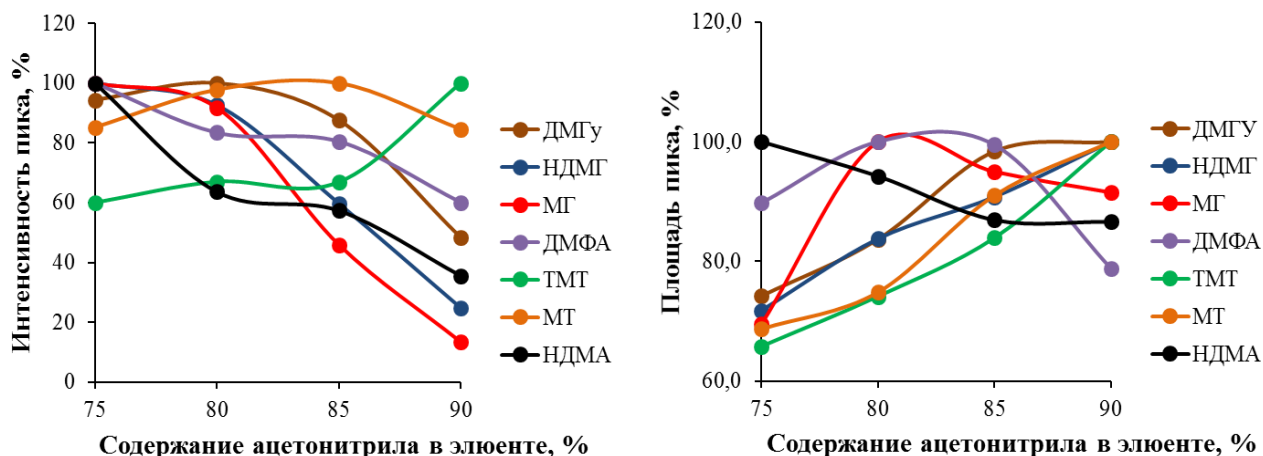 Интенсивность пика, %
120
100
80
60
40
20
0
75
80
85
90
Содержание ацетонитрила в элюенте, %
ДМГу
НДМГ
МГ
ДМФА
ТМТ
МТ
НДМА
Площадь пика, %
120,0
100,0
80,0
60,0
75
80
85
90
Содержание ацетонитрила в элюенте, %
ДМГУ
НДМГ
МГ
ДМФА
ТМТ
МТ
НДМА